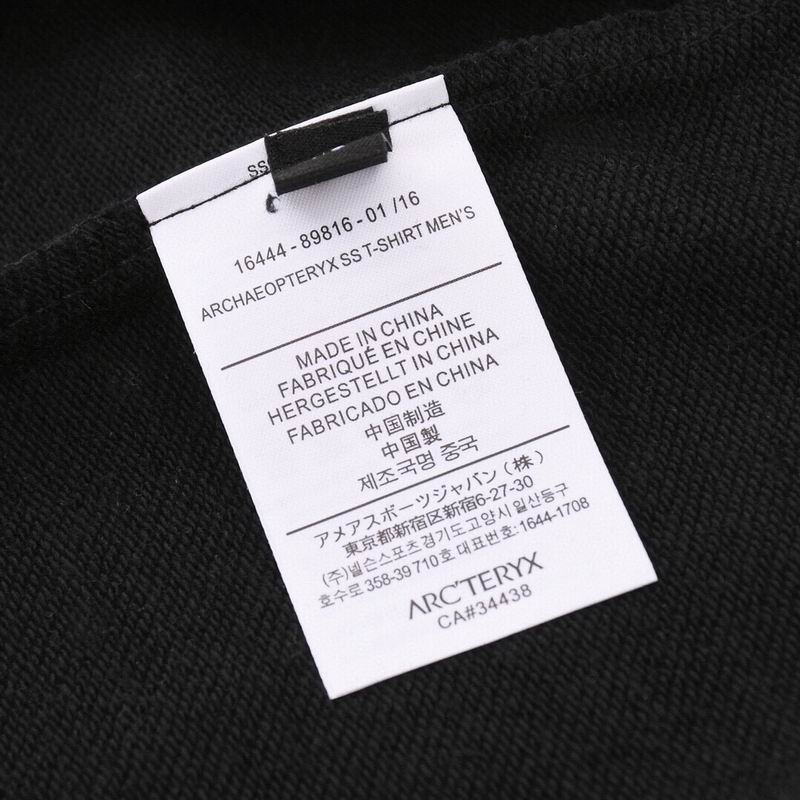 SS
16444 - 89816 - 01 /16
ARCHAEOPTERYX SS T-SHIRT MEN'S
MADE IN CHINA
FABRIQUÉ EN CHINE
HERGESTELLT IN CHINA
FABRICADO EN CHINA
中国制造
中国製
제조국명 중국
アメアスポーツジャパン（株）
東京都新宿区新宿6-27-30
(주)넬슨스포츠경기도고양시 일산동구
호수로 358-39 710호 대표번호: 1644-1708
ARC'TERYX
CA#34438